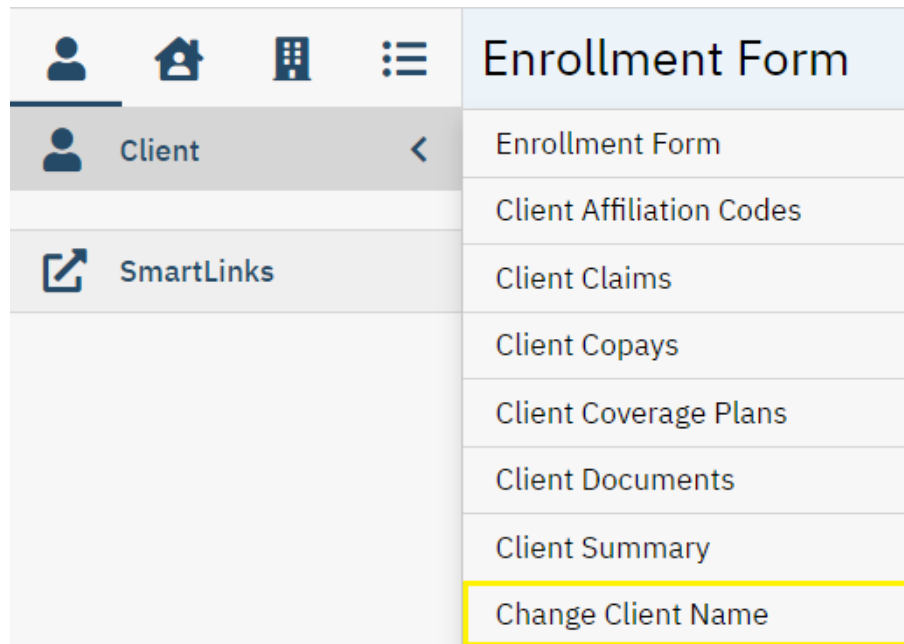 Enrollment Form
Client
SmartLinks
Enrollment Form
Client Affiliation Codes
Client Claims
Client Copays
Client Coverage Plans
Client Documents
Client Summary
Change Client Name